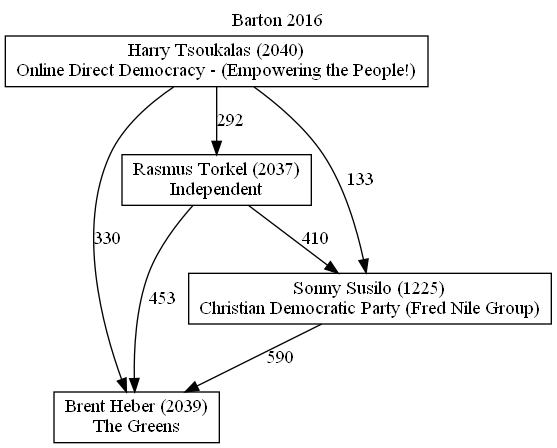 Barton 2016
Harry Tsoukalas (2040)
Online Direct Democracy - (Empowering the People!)
292
Rasmus Torkel (2037)
Independent
133
330
453
410
Sonny Susilo (1225)
Christian Democratic Party (Fred Nile Group)
590
Brent Heber (2039)
The Greens